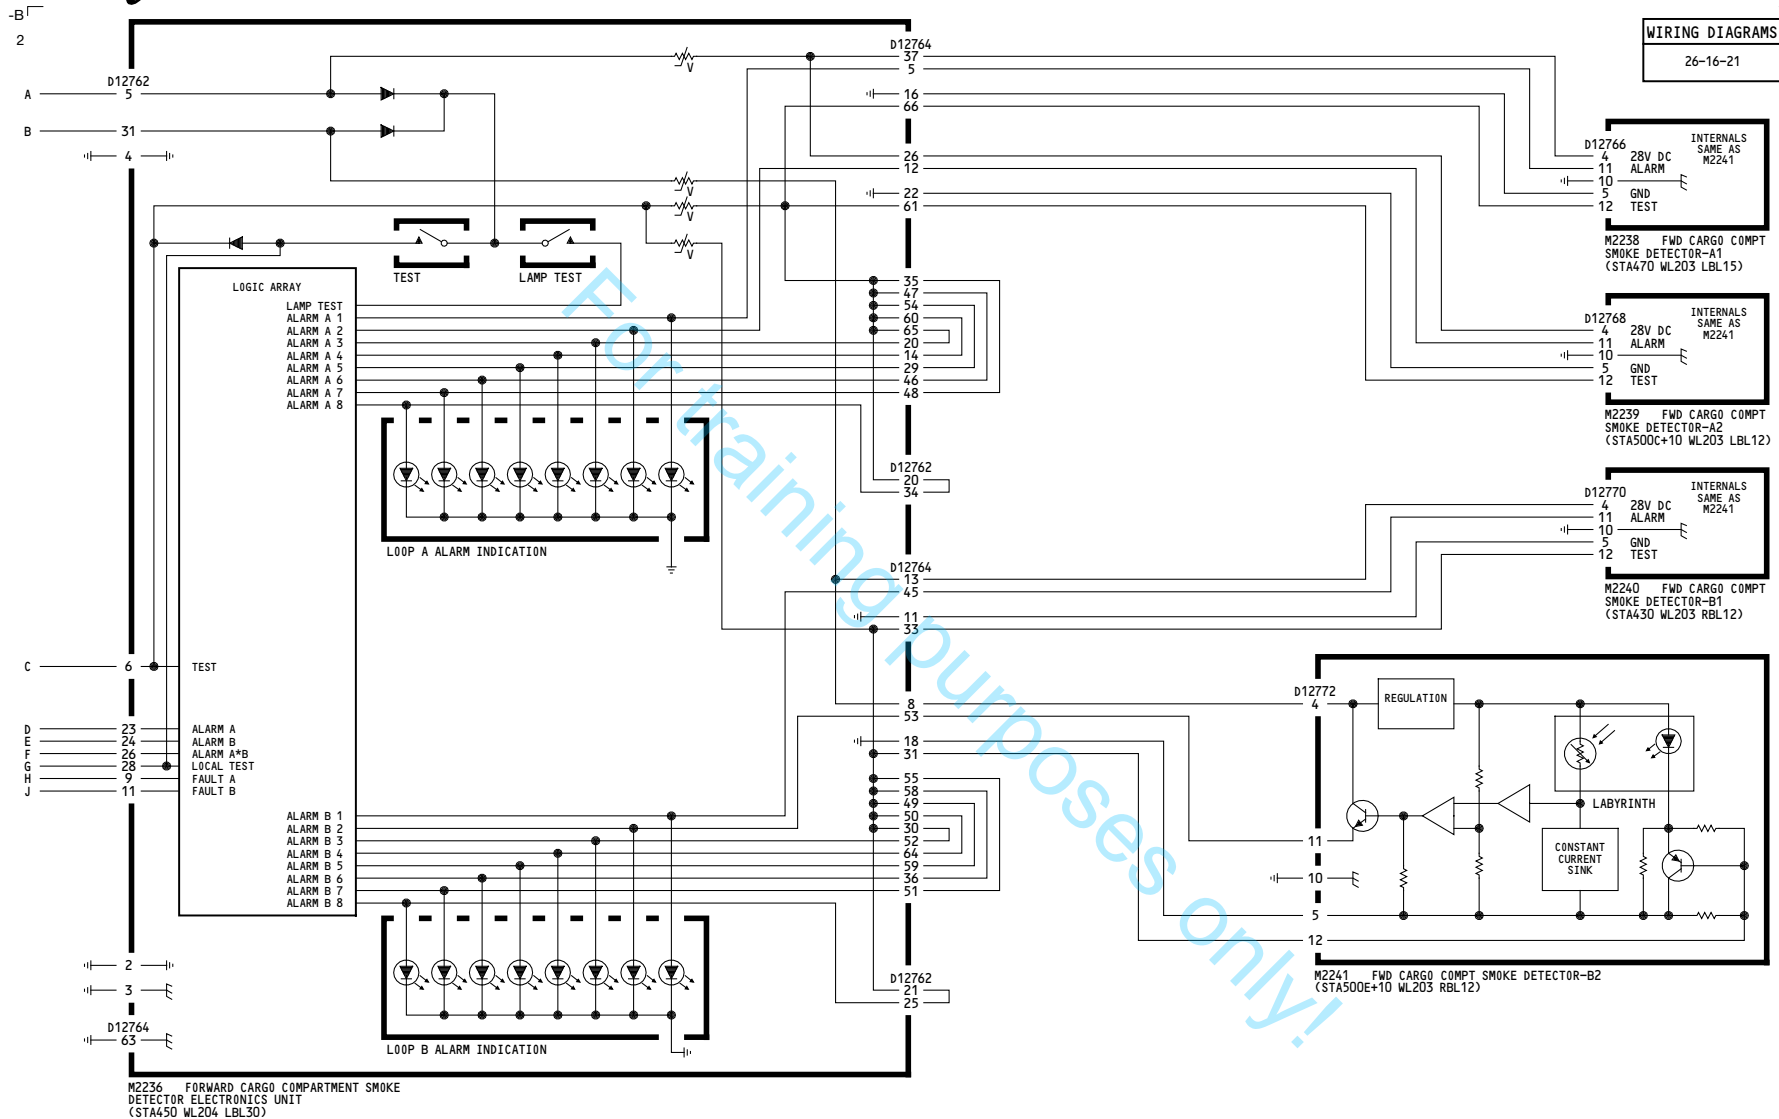 -B
2
WIRING DIAGRAMS
26-16-21
D12762
A 5
B 31
4
D12764
37
5
16
66
26
12
22
61
TEST
LAMP TEST
LOGIC ARRAY
LAMP TEST
ALARM A 1
ALARM A 2
ALARM A 3
ALARM A 4
ALARM A 5
ALARM A 6
ALARM A 7
ALARM A 8
35
47
54
60
65
20
14
29
46
48
D12762
20
34
LOOP A ALARM INDICATION
D12764
13
45
11
33
8
53
18
31
55
58
49
50
30
52
64
59
36
51
D12762
21
25
C 6 TEST
D 23 ALARM A
E 24 ALARM B
F 26 ALARM A*B
G 28 LOCAL TEST
H 9 FAULT A
J 11 FAULT B
ALARM B 1
ALARM B 2
ALARM B 3
ALARM B 4
ALARM B 5
ALARM B 6
ALARM B 7
ALARM B 8
LOOP B ALARM INDICATION
2
3
D12764
63
M2236 FORWARD CARGO COMPARTMENT SMOKE
DETECTOR ELECTRONICS UNIT
(STA450 WL204 LBL30)
D12766
INTERNALS
SAME AS
M2241
4 28V DC
11 ALARM
10
5 GND
12 TEST
M2238 FWD CARGO COMPT
SMOKE DETECTOR-A1
(STA470 WL203 LBL15)
D12768
INTERNALS
SAME AS
M2241
4 28V DC
11 ALARM
10
5 GND
12 TEST
M2239 FWD CARGO COMPT
SMOKE DETECTOR-A2
(STA500C+10 WL203 LBL12)
D12770
INTERNALS
SAME AS
M2241
4 28V DC
11 ALARM
10
5 GND
12 TEST
M2240 FWD CARGO COMPT
SMOKE DETECTOR-B1
(STA430 WL203 RBL12)
D12772
4
REGULATION
LABYRINTH
11
CONSTANT
CURRENT
SINK
10
5
12
M2241 FWD CARGO COMPT SMOKE DETECTOR-B2
(STA500E+10 WL203 RBL12)
V
V
V
V
For training purposes only!